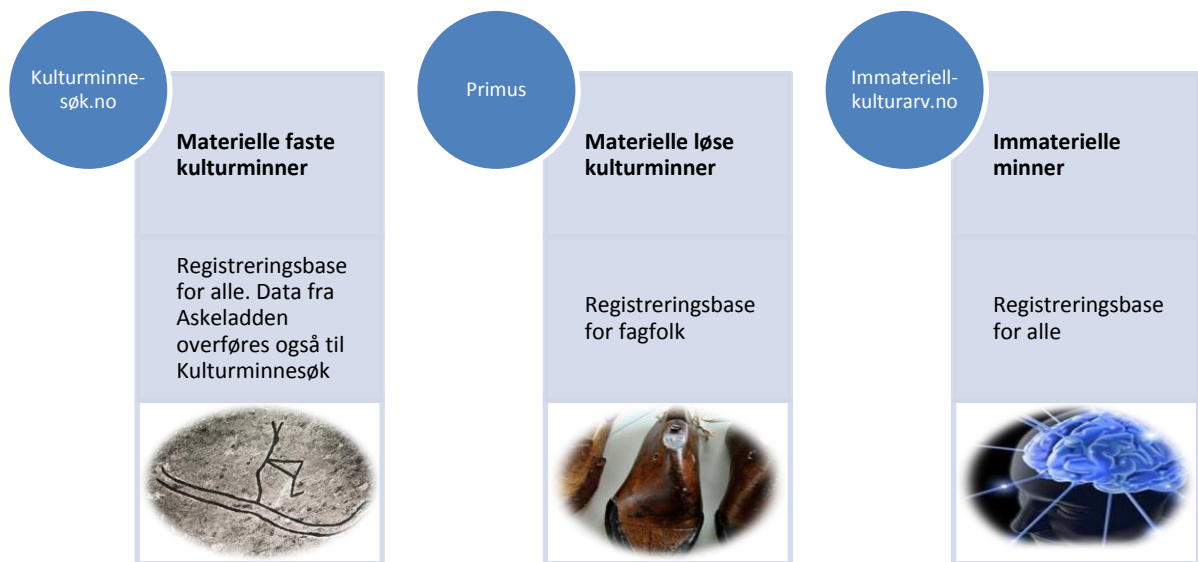 Kulturminne-
søk.no
Materielle faste
kulturminner
Registreringsbase
for alle. Data fra
Askeladden
overføres også til
Kulturminnesøk
Primus
Materielle løse
kulturminner
Registreringsbase
for fagfolk
Immateriell-
kulturarv.no
Immaterielle
minner
Registreringsbase
for alle